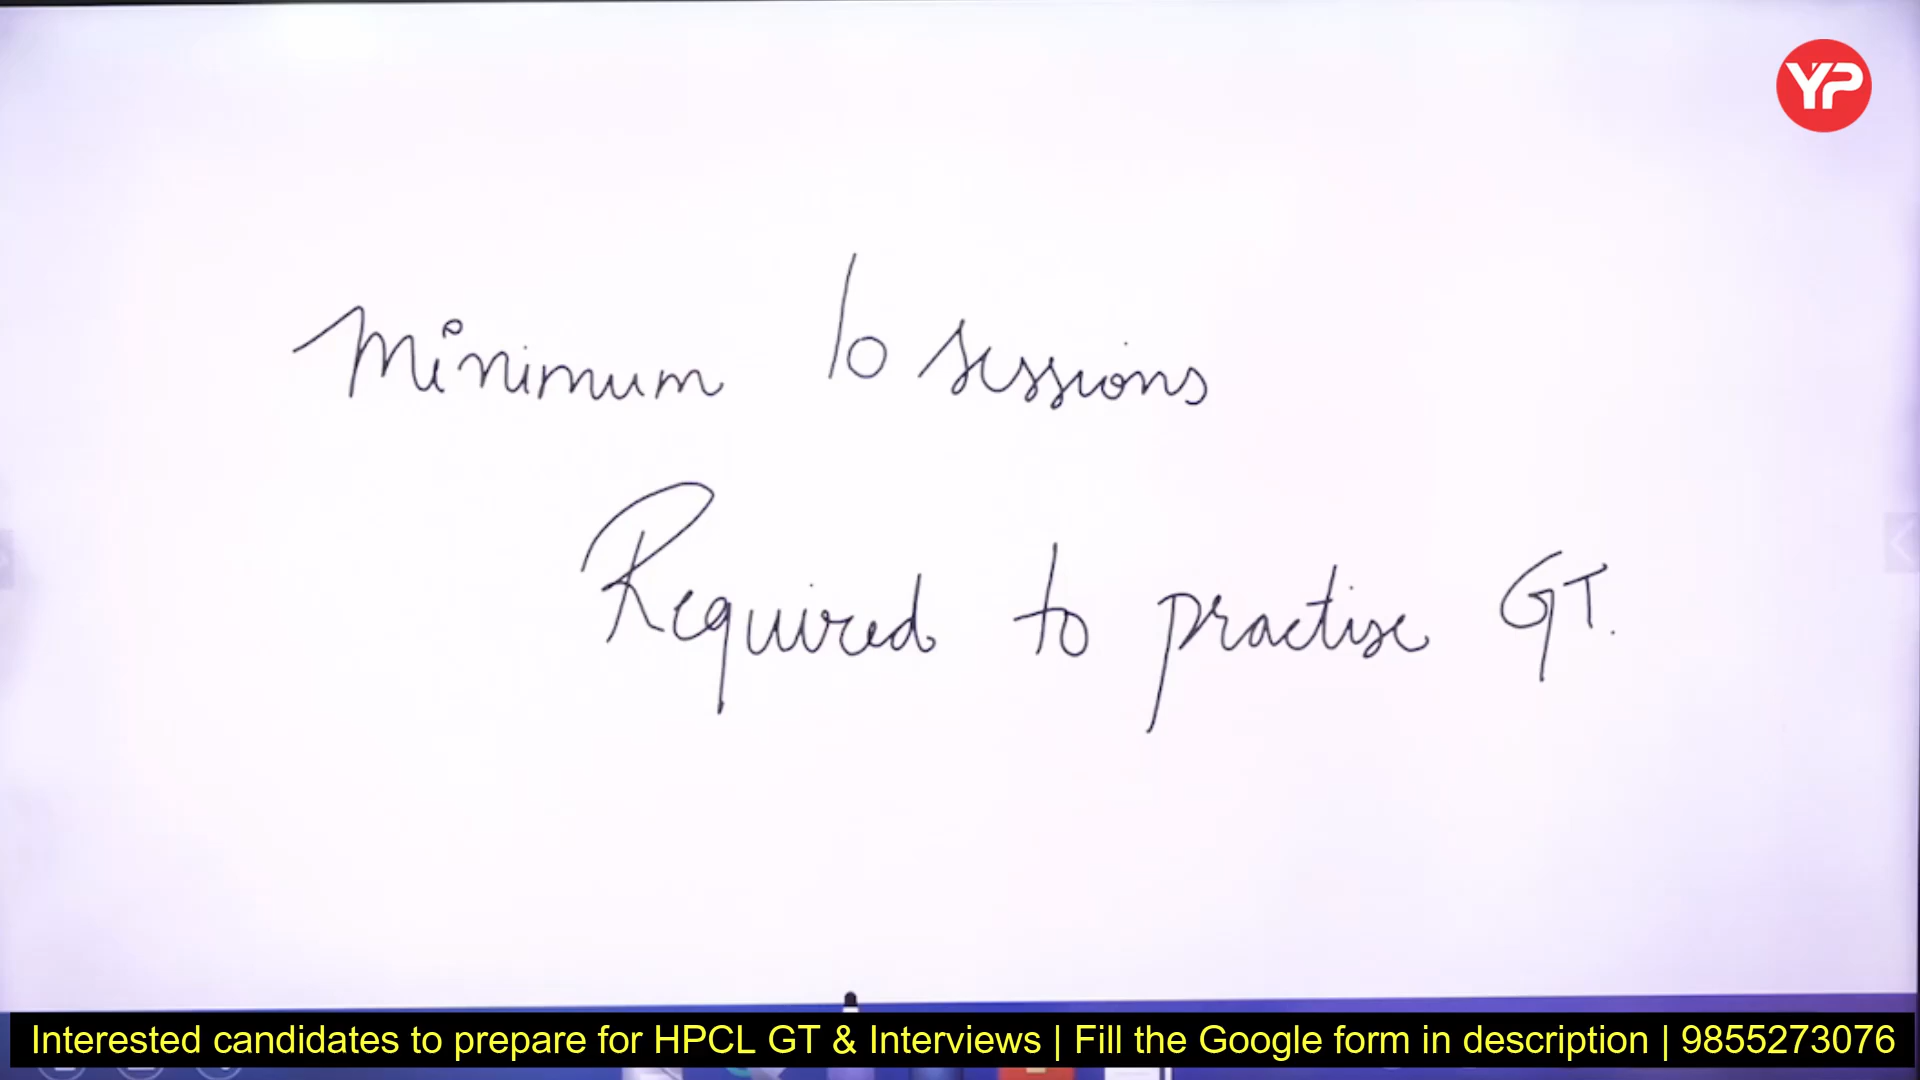 YP
Minimum 10 sessions
Required to practise GT.
Interested candidates to prepare for HPCL GT & Interviews | Fill the Google form in description | 9855273076